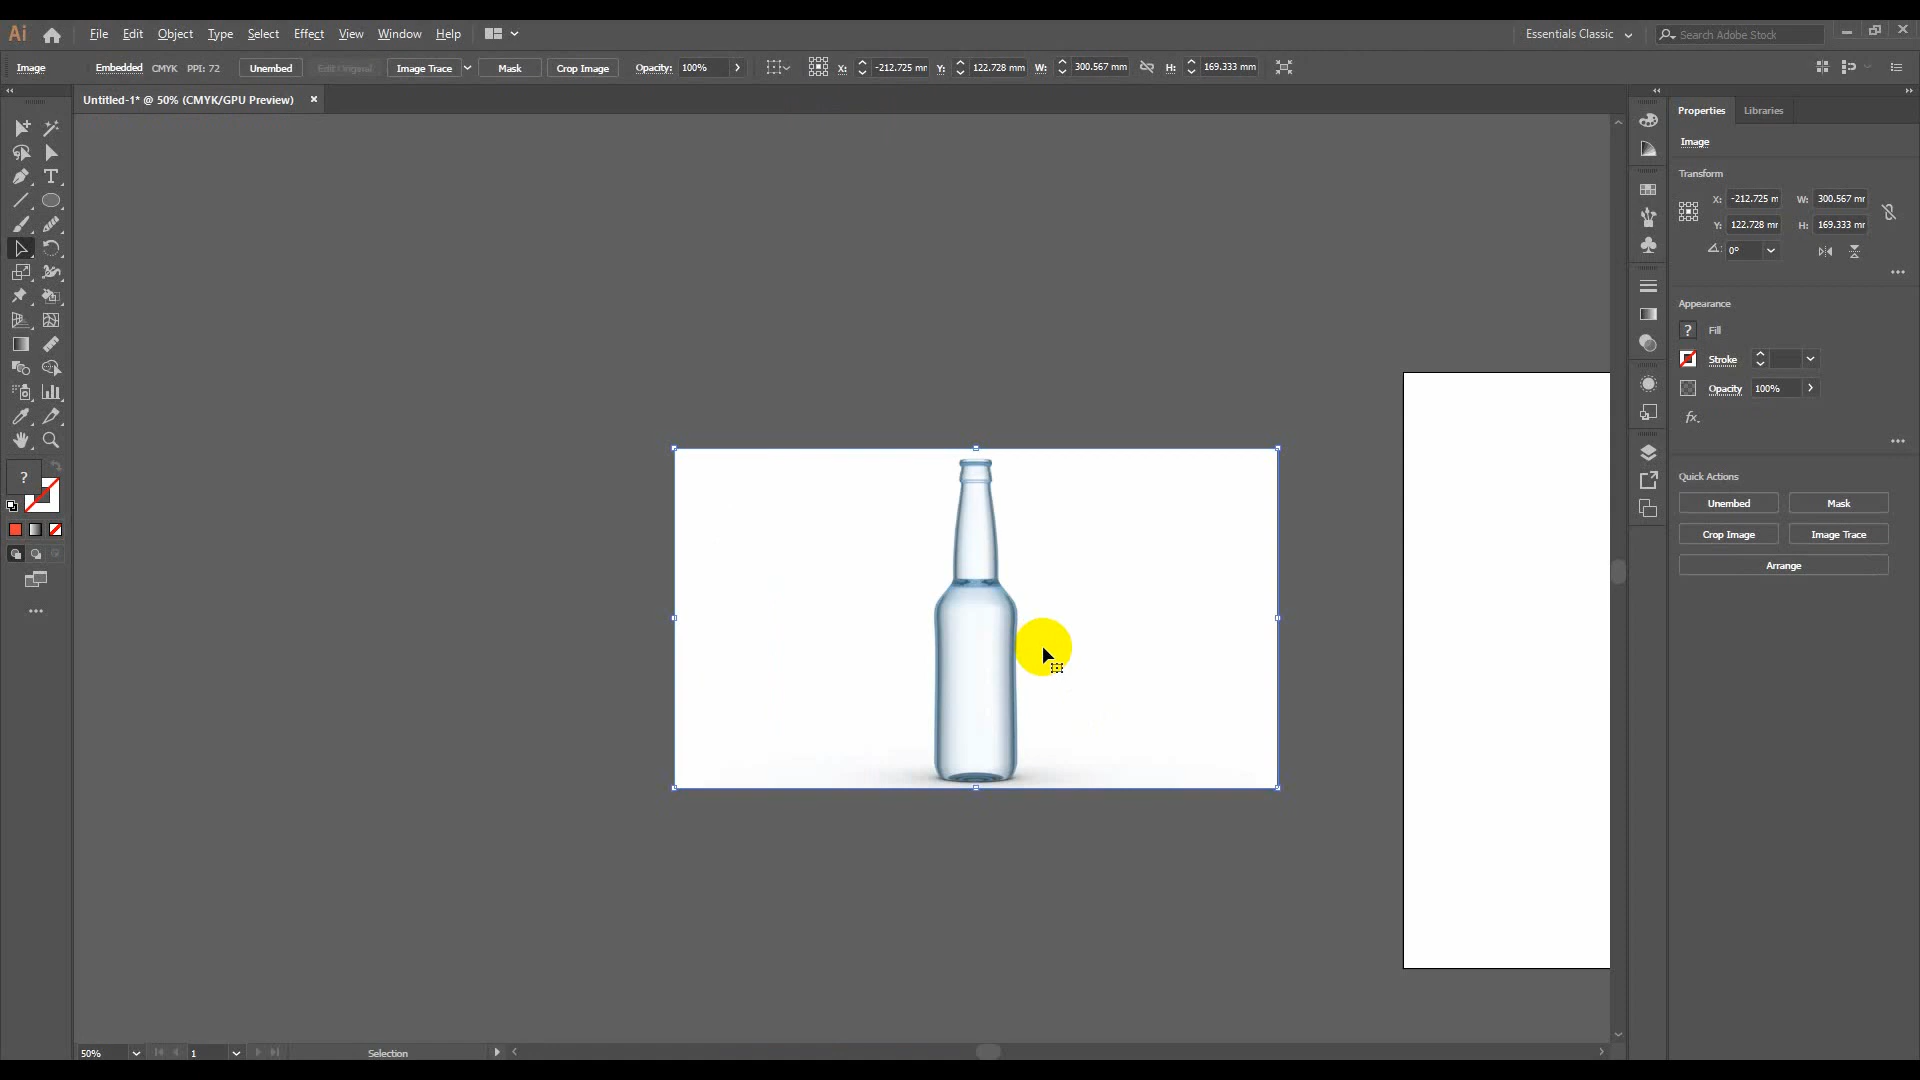 Ai File Edit Object Type Select Effect View Window Help Essentials Classic Search Adobe Stock
Image Embedded CMYK PPI: 72 Unembed Edit Original Image Trace Mask Crop Image Opacity: 100% X: -212.725 mm Y: 122.728 mm W: 300.567 mm H: 169.333 mm
Untitled-1* @ 50% (CMYK/GPU Preview)
Properties Libraries
Image
Transform
X: -212.725 m W: 300.567 mr
Y: 122.728 mr H: 169.333 mr
0°
Appearance
? Fill
Stroke
Opacity 100%
fx.
Quick Actions
Unembed Mask
Crop Image Image Trace
Arrange
?
50% 1 Selection